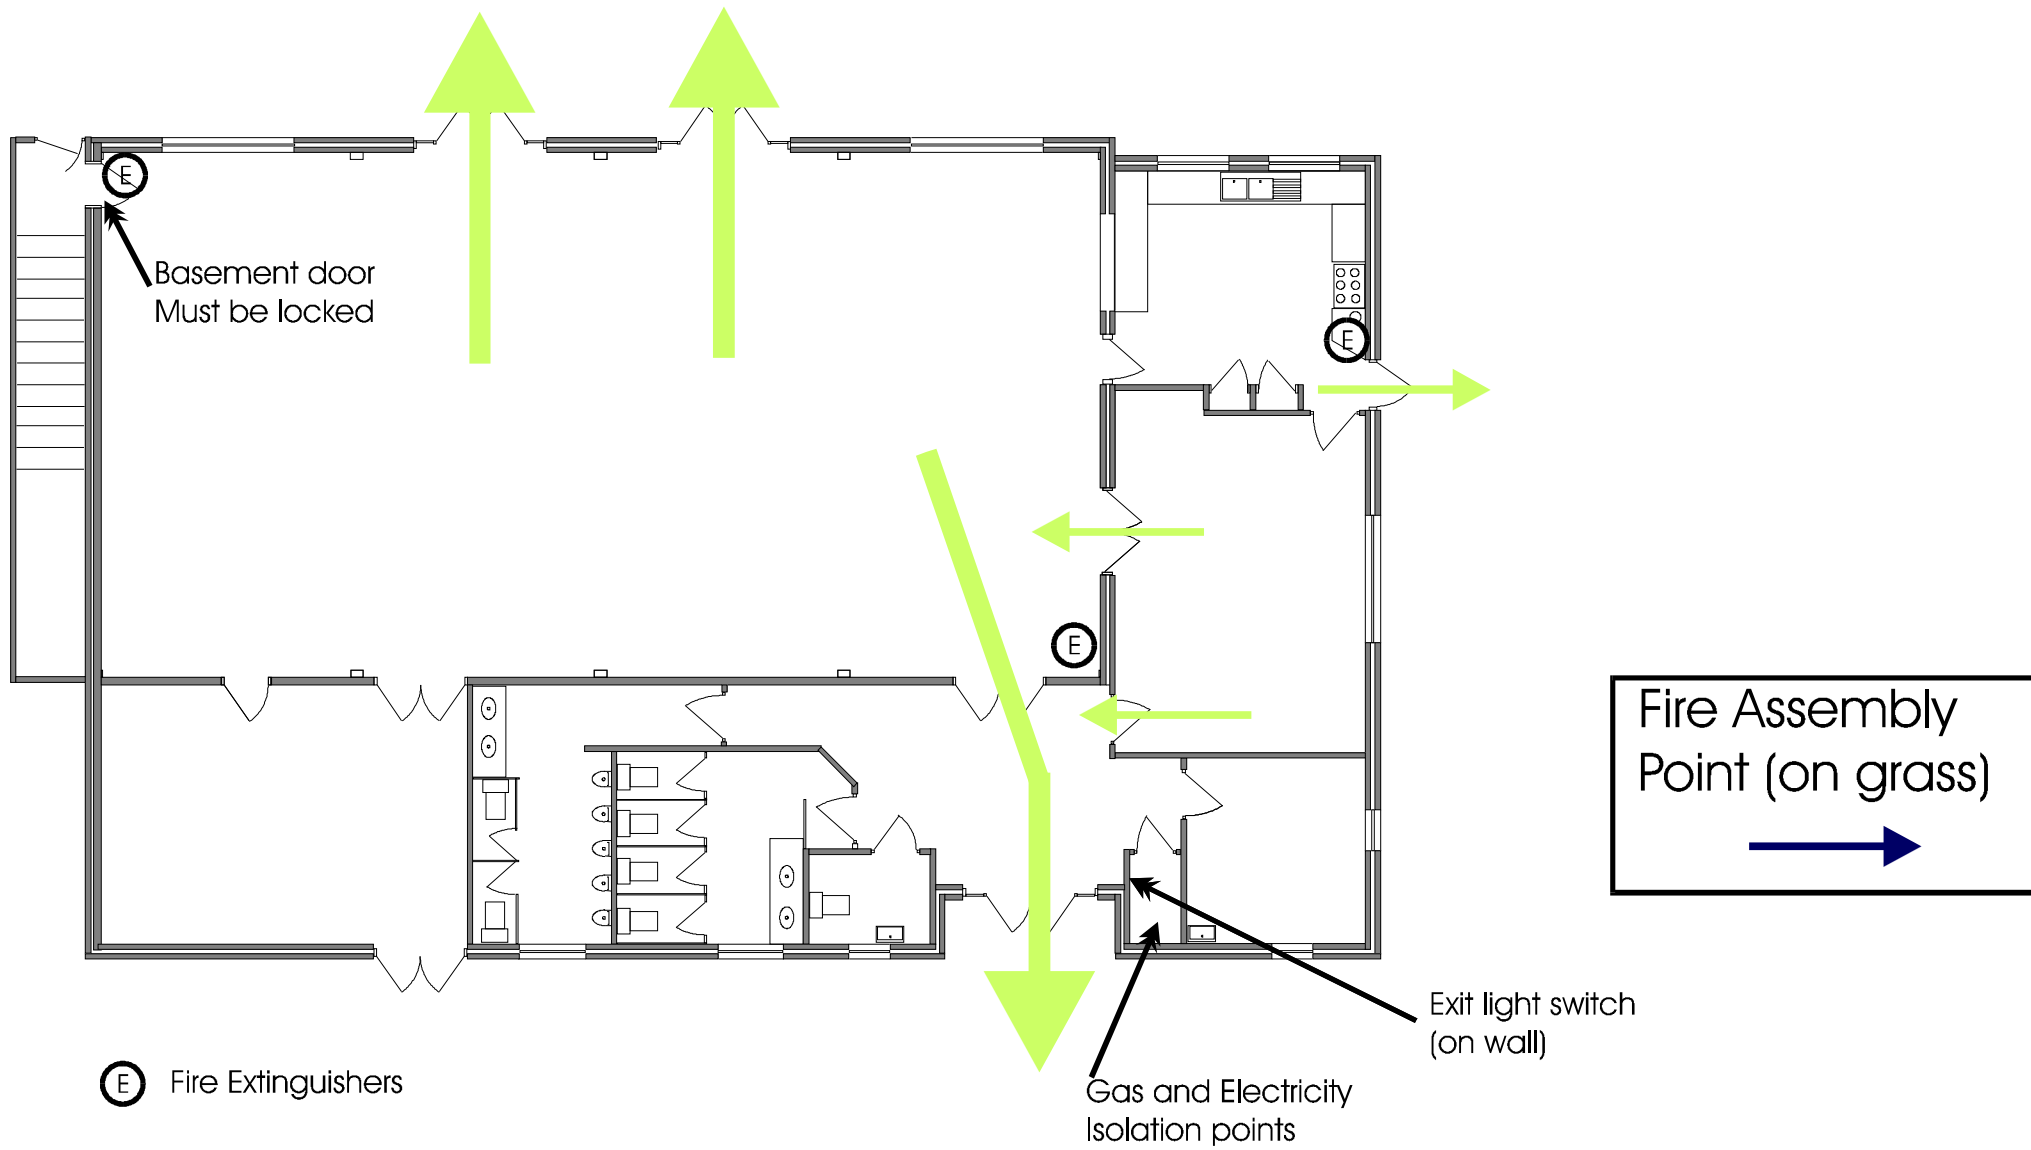 E
Basement door
Must be locked
E
E
Fire Assembly
Point (on grass)
Exit light switch
(on wall)
E Fire Extinguishers
Gas and Electricity
Isolation points